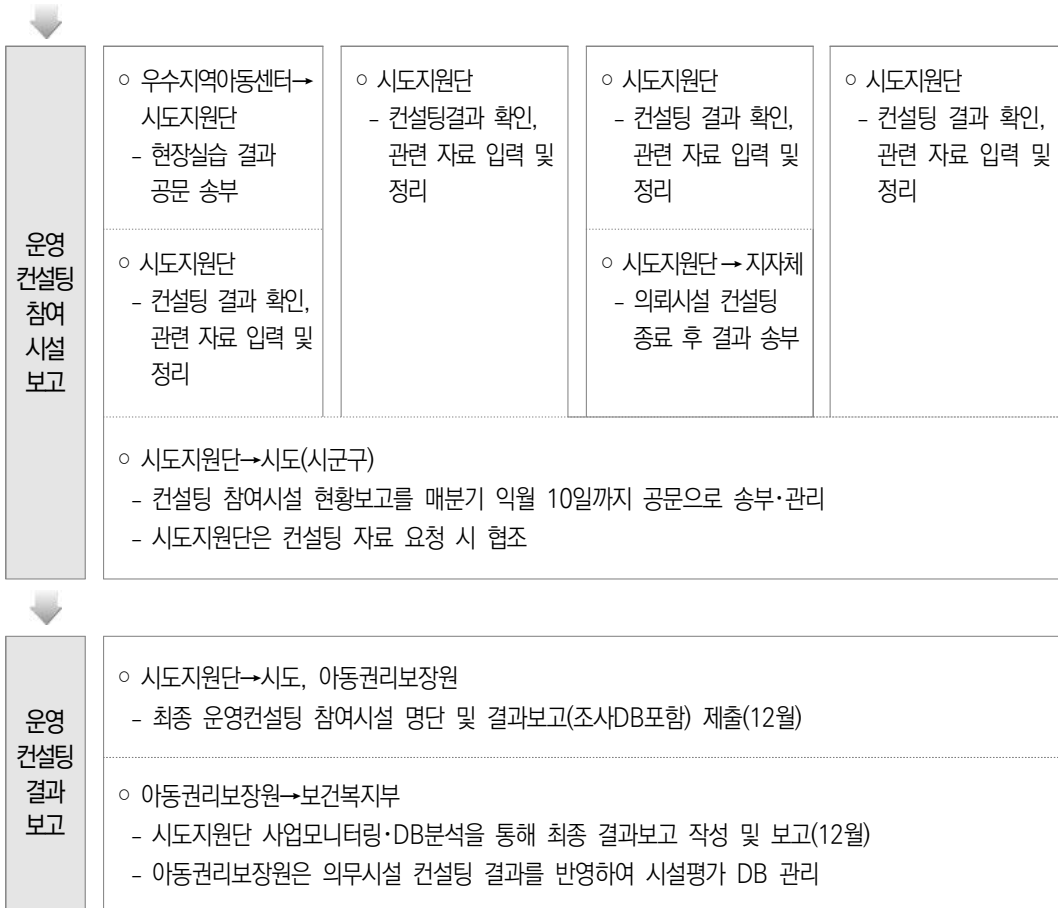 운영
컨설팅
참여
시설
보고
○ 우수지역아동센터→
시도지원단
- 현장실습 결과
공문 송부
○ 시도지원단
- 컨설팅 결과 확인,
관련 자료 입력 및
정리
○ 시도지원단
- 컨설팅결과 확인,
관련 자료 입력 및
정리
○ 시도지원단
- 컨설팅 결과 확인,
관련 자료 입력 및
정리
○ 시도지원단→지자체
- 의뢰시설 컨설팅
종료 후 결과 송부
○ 시도지원단
- 컨설팅 결과 확인,
관련 자료 입력 및
정리
○ 시도지원단→시도(시군구)
- 컨설팅 참여시설 현황보고를 매분기 익월 10일까지 공문으로 송부·관리
- 시도지원단은 컨설팅 자료 요청 시 협조
운영
컨설팅
결과
보고
○ 시도지원단→시도, 아동권리보장원
- 최종 운영컨설팅 참여시설 명단 및 결과보고(조사DB포함) 제출(12월)
○ 아동권리보장원→보건복지부
- 시도지원단 사업모니터링·DB분석을 통해 최종 결과보고 작성 및 보고(12월)
- 아동권리보장원은 의무시설 컨설팅 결과를 반영하여 시설평가 DB 관리